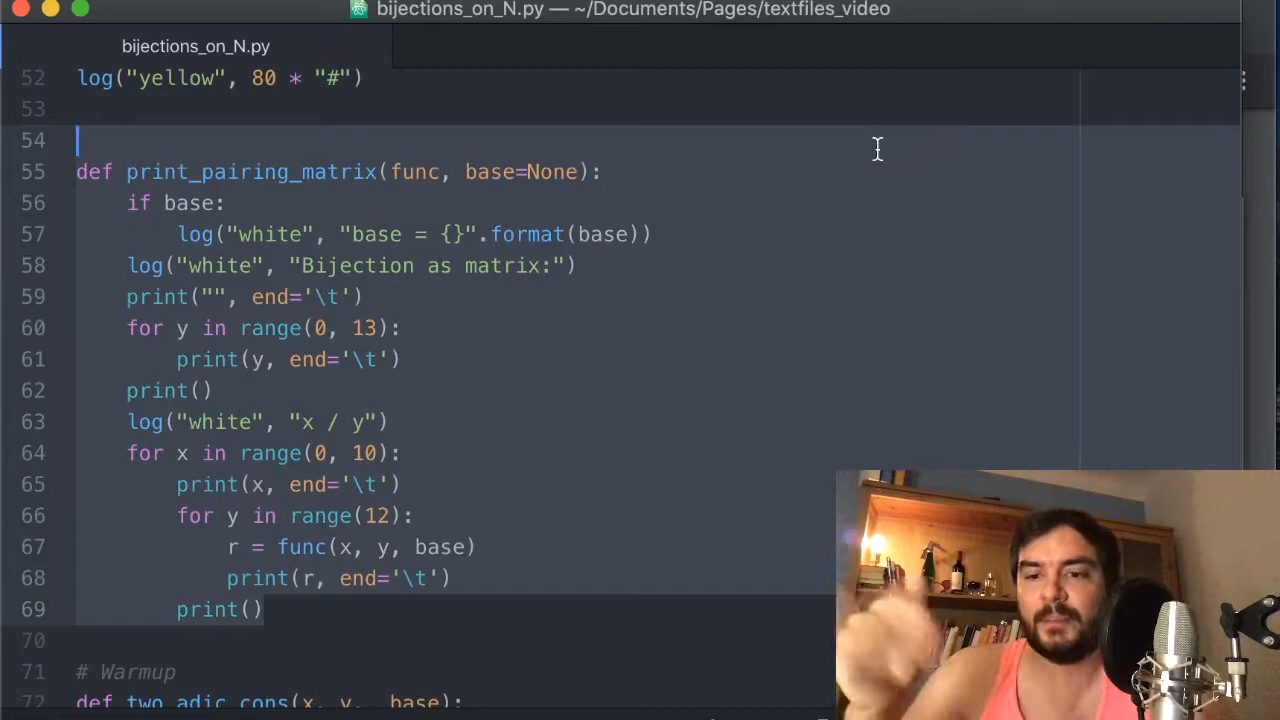 bijections_on_N.py — ~/Documents/Pages/textfiles_video
bijections_on_N.py
52 log("yellow", 80 * "#")
53
54
55 def print_pairing_matrix(func, base=None):
56     if base:
57         log("white", "base = {}".format(base))
58     log("white", "Bijection as matrix:")
59     print("", end='\t')
60     for y in range(0, 13):
61         print(y, end='\t')
62     print()
63     log("white", "x / y")
64     for x in range(0, 10):
65         print(x, end='\t')
66         for y in range(12):
67             r = func(x, y, base)
68             print(r, end='\t')
69         print()
70
71 # Warmup
72 def two_adic_cons(x, y, base):